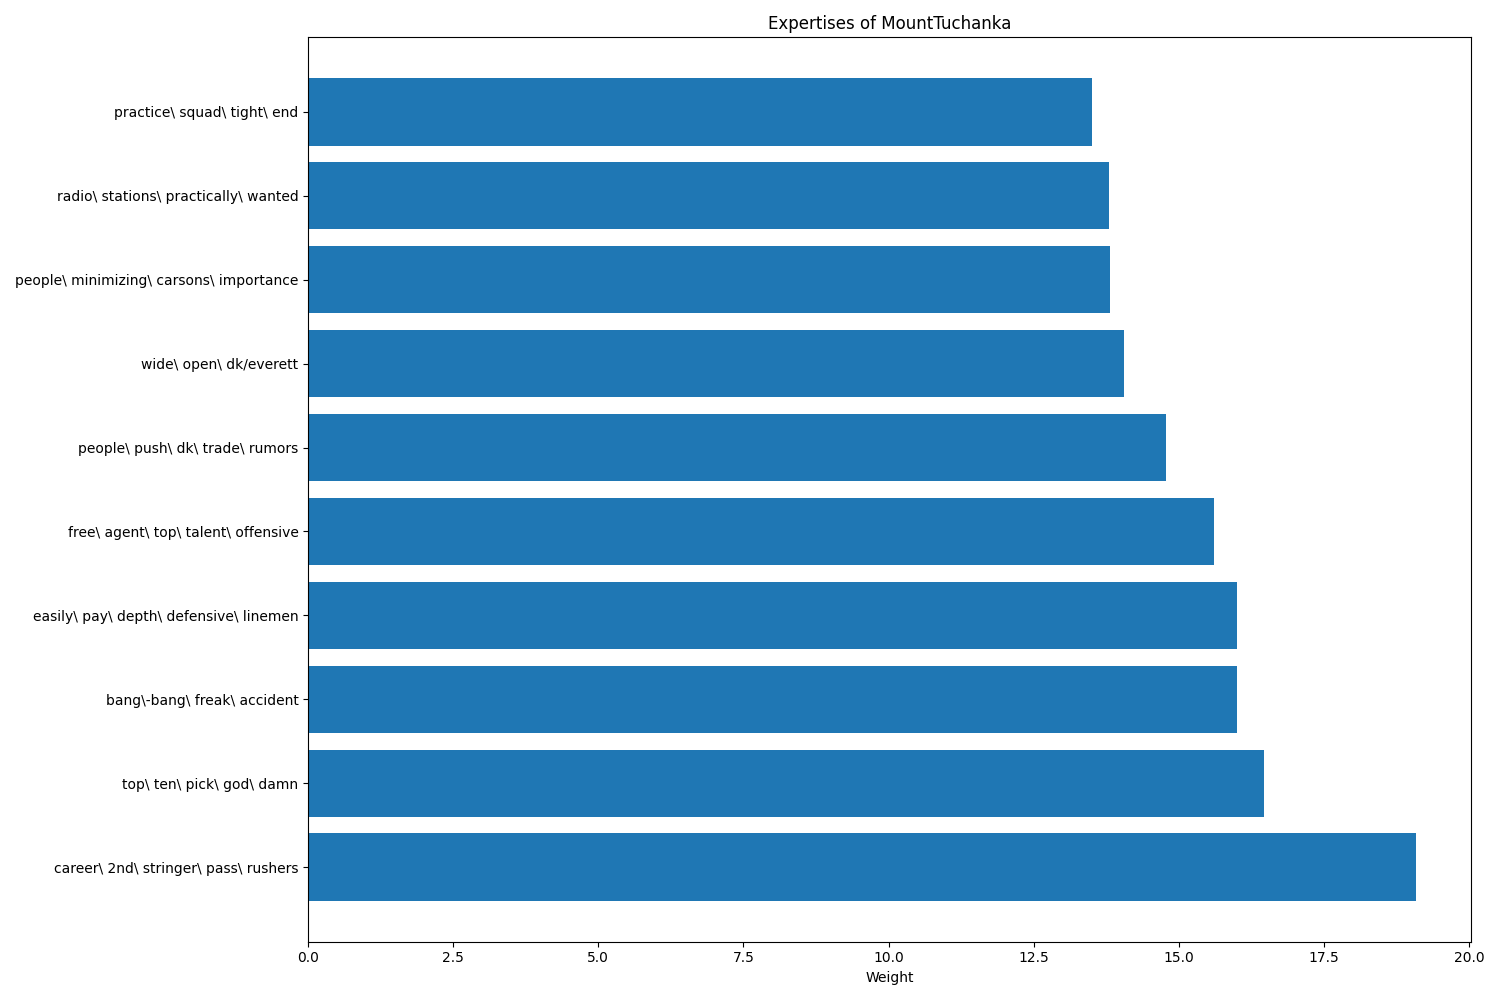 Expertises of MountTuchanka
practice\ squad\ tight\ end
radio\ stations\ practically\ wanted
people\ minimizing\ carsons\ importance
wide\ open\ dk/everett
people\ push\ dk\ trade\ rumors
free\ agent\ top\ talent\ offensive
easily\ pay\ depth\ defensive\ linemen
bang\-bang\ freak\ accident
top\ ten\ pick\ god\ damn
career\ 2nd\ stringer\ pass\ rushers
0.0 2.5 5.0 7.5 10.0 12.5 15.0 17.5 20.0
Weight